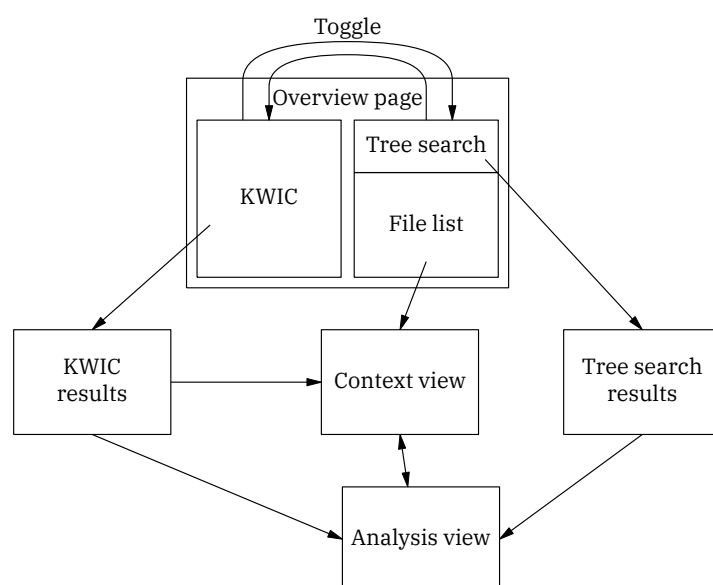 Toggle
Overview page
KWIC
Tree search
File list
KWIC
results
Context view
Tree search
results
Analysis view